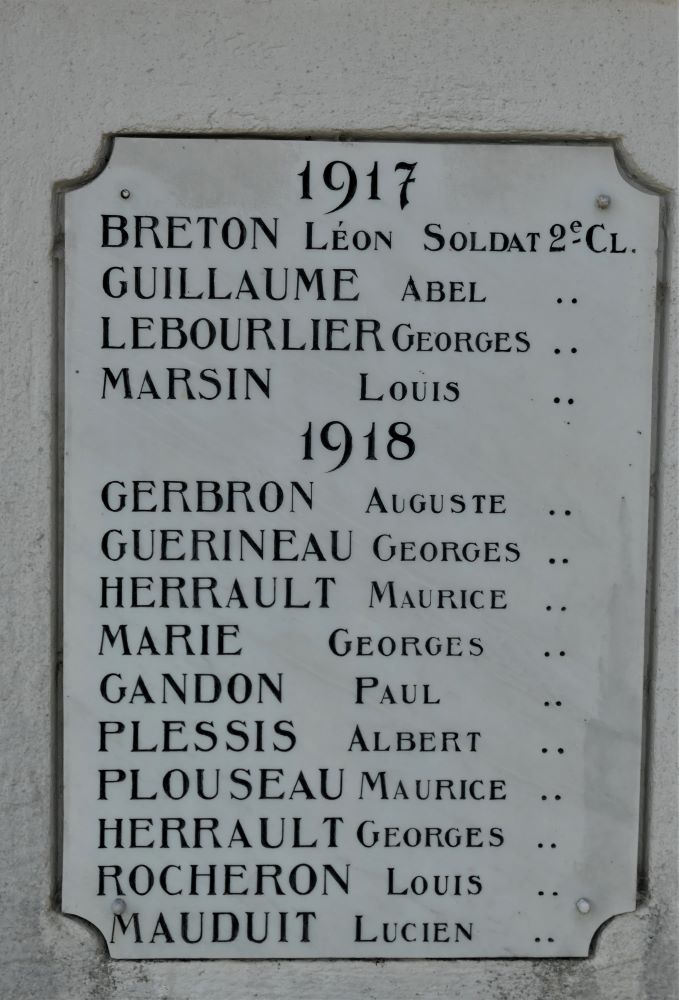 1917
BRETON LÉON SOLDAT 2e CL.
GUILLAUME ABEL ..
LEBOURLIER GEORGES ..
MARSIN LOUIS ..
1918
GERBRON AUGUSTE ..
GUERINEAU GEORGES ..
HERRAULT MAURICE ..
MARIE GEORGES ..
GANDON PAUL ..
PLESSIS ALBERT ..
PLOUSEAU MAURICE ..
HERRAULT GEORGES ..
ROCHERON LOUIS ..
MAUDUIT LUCIEN ..